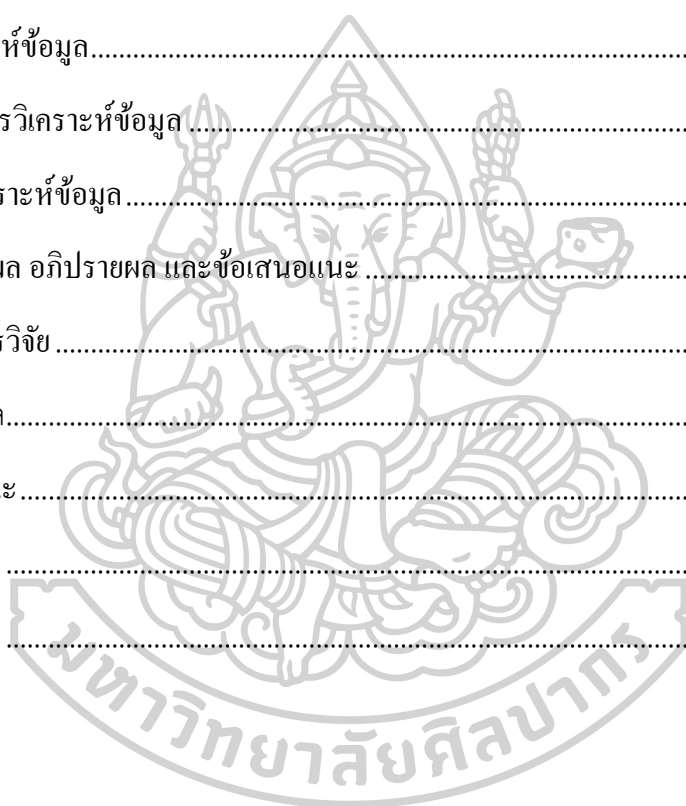 ห์ข้อมูล
รวิเคราะห์ข้อมูล
ราะห์ข้อมูล
ผล อภิปรายผล และข้อเสนอแนะ
รวิจัย
ล
นะ
มหาวิทยาลัยศิลปากร